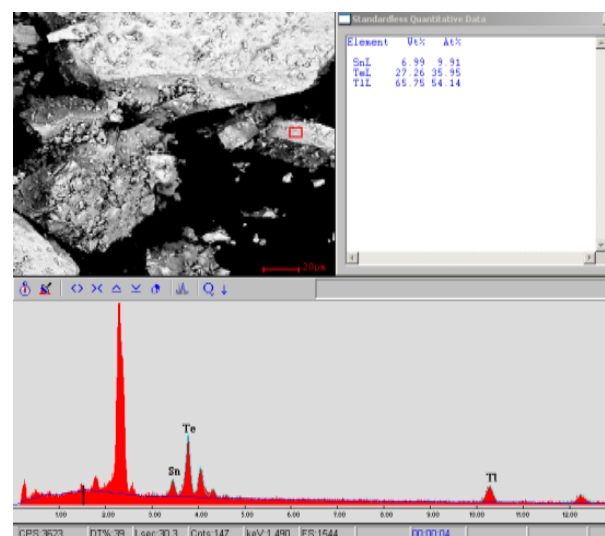 Standardless Quantitative Data
Element Wt% At%
SnL 6.99 9.91
TeL 27.26 35.95
TlL 65.75 54.14
20µm
Q
Te
Sn
Tl
1.00 2.00 3.00 4.00 5.00 6.00 7.00 8.00 9.00 10.00 11.00 12.00
CPS:3623 DT%:39 Lsec:30.3 Cnts:147 keV:1.490 FS:1544 00:00:04